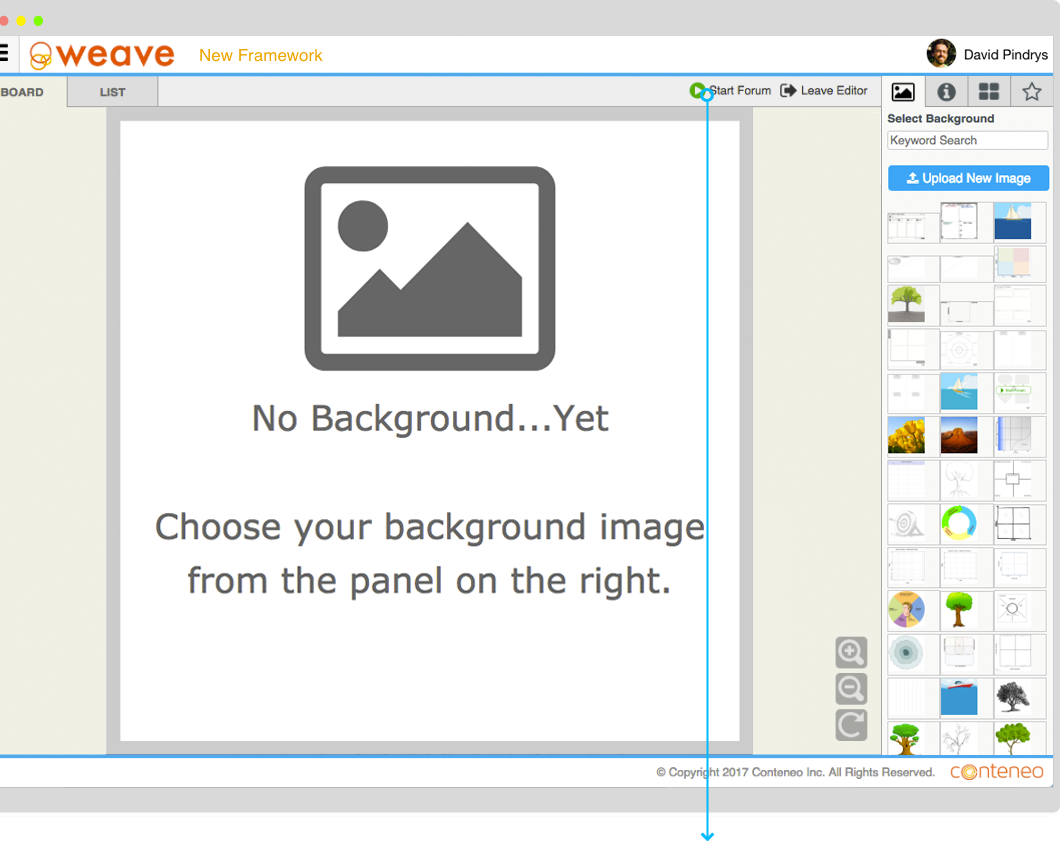 weave
New Framework
David Pindrys
BOARD
LIST
Start Forum
Leave Editor
Select Background
Keyword Search
Upload New Image
No Background...Yet
Choose your background image
from the panel on the right.
© Copyright 2017 Conteneo Inc. All Rights Reserved.
conteneo